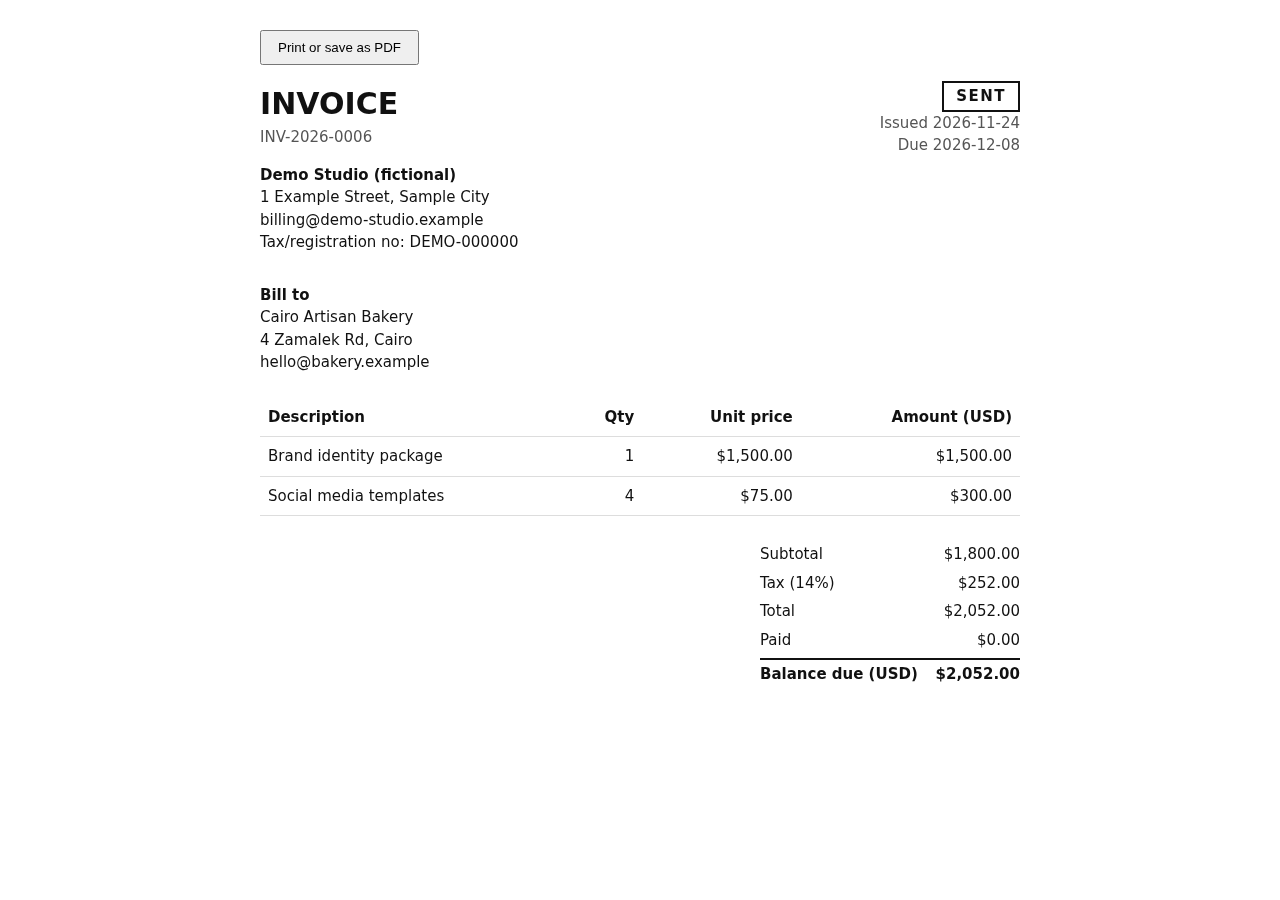 Print or save as PDF
INVOICE
INV-2026-0006
SENT
Issued 2026-11-24
Due 2026-12-08
Demo Studio (fictional)
1 Example Street, Sample City
billing@demo-studio.example
Tax/registration no: DEMO-000000
Bill to
Cairo Artisan Bakery
4 Zamalek Rd, Cairo
hello@bakery.example
Description Qty Unit price Amount (USD)
Brand identity package 1 $1,500.00 $1,500.00
Social media templates 4 $75.00 $300.00
Subtotal $1,800.00
Tax (14%) $252.00
Total $2,052.00
Paid $0.00
Balance due (USD) $2,052.00